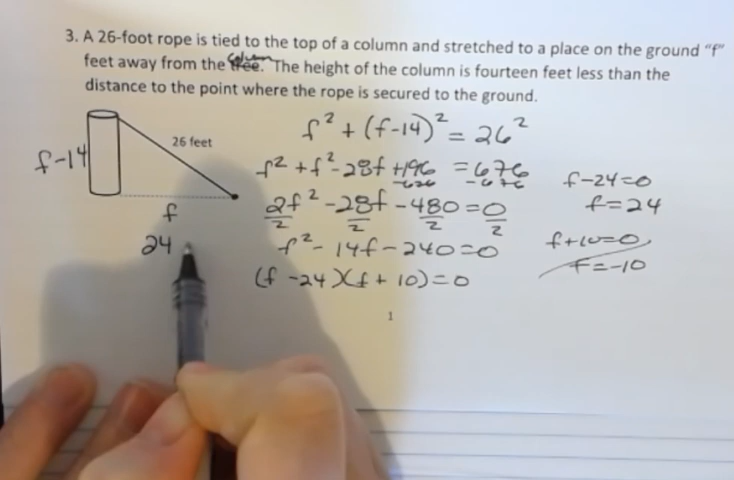 3. A 26-foot rope is tied to the top of a column and stretched to a place on the ground "f"
feet away from the tree. column The height of the column is fourteen feet less than the
distance to the point where the rope is secured to the ground.
f-14
26 feet
f
24
f² + (f-14)² = 26²
f² + f² - 28f + 196 = 676
-676 -676
2f² - 28f - 480 = 0
2 2 2 2
f² - 14f - 240 = 0
(f - 24)(f + 10) = 0
f-24=0
f=24
f+10=0
f=-10
1